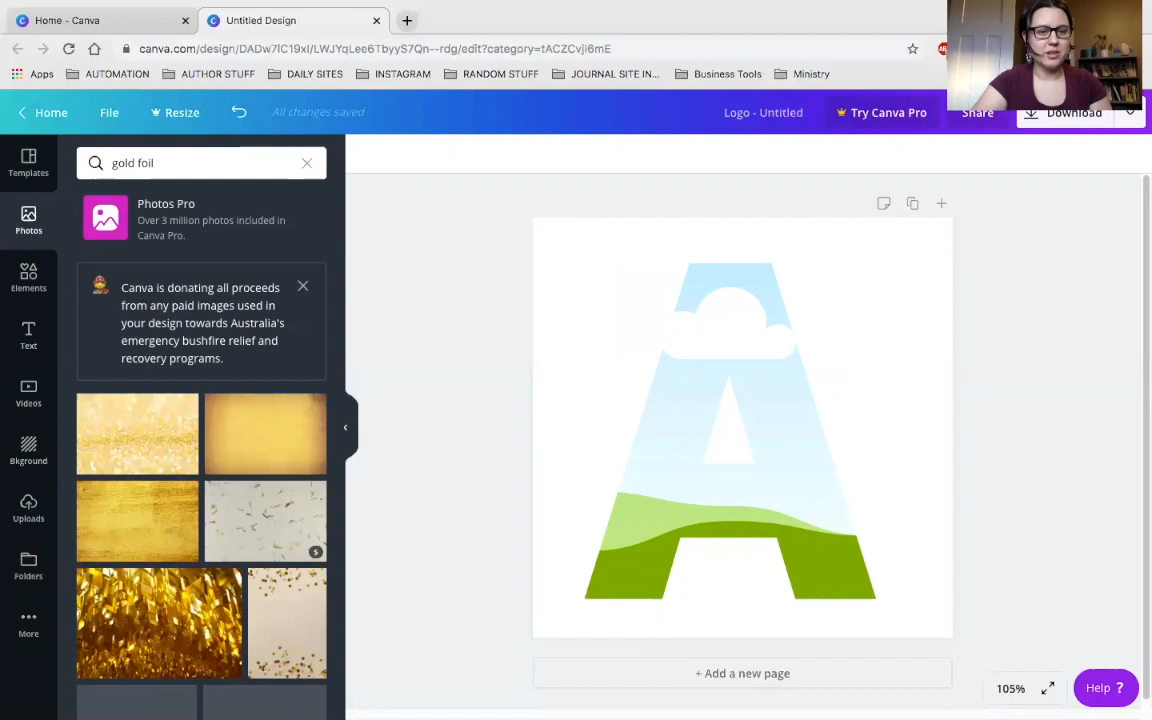 Home - Canva
Untitled Design
canva.com/design/DADw7lC19xI/LWJYqLee6TbyyS7Qn--rdg/edit?category=tACZCvjI6mE
Apps
AUTOMATION
AUTHOR STUFF
DAILY SITES
INSTAGRAM
RANDOM STUFF
JOURNAL SITE IN...
Business Tools
Ministry
Home
File
Resize
All changes saved
Logo - Untitled
Try Canva Pro
Share
Download
Templates
Photos
Elements
Text
Videos
Bkground
Uploads
Folders
More
gold foil
Photos Pro
Over 3 million photos included in
Canva Pro.
Canva is donating all proceeds
from any paid images used in
your design towards Australia's
emergency bushfire relief and
recovery programs.
$
A
+ Add a new page
105%
Help ?